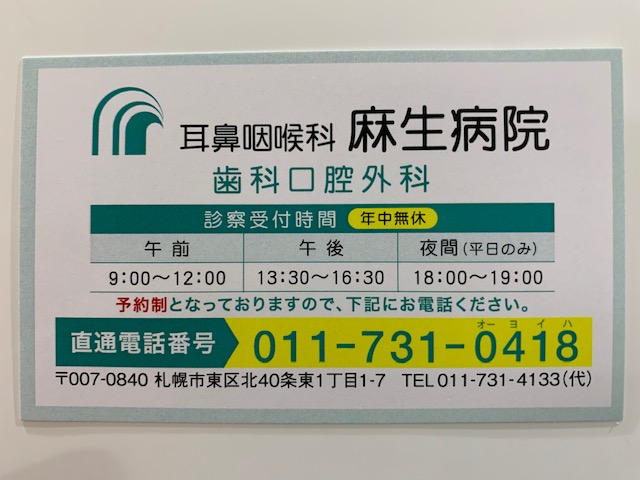 耳鼻咽喉科 麻生病院
歯科口腔外科
診察受付時間 年中無休
午前 午後 夜間(平日のみ)
9:00～12:00 13:30～16:30 18:00～19:00
予約制となっておりますので、下記にお電話ください。
オーヨイハ
直通電話番号 011-731-0418
〒007-0840 札幌市東区北40条東1丁目1-7 TEL 011-731-4133(代)